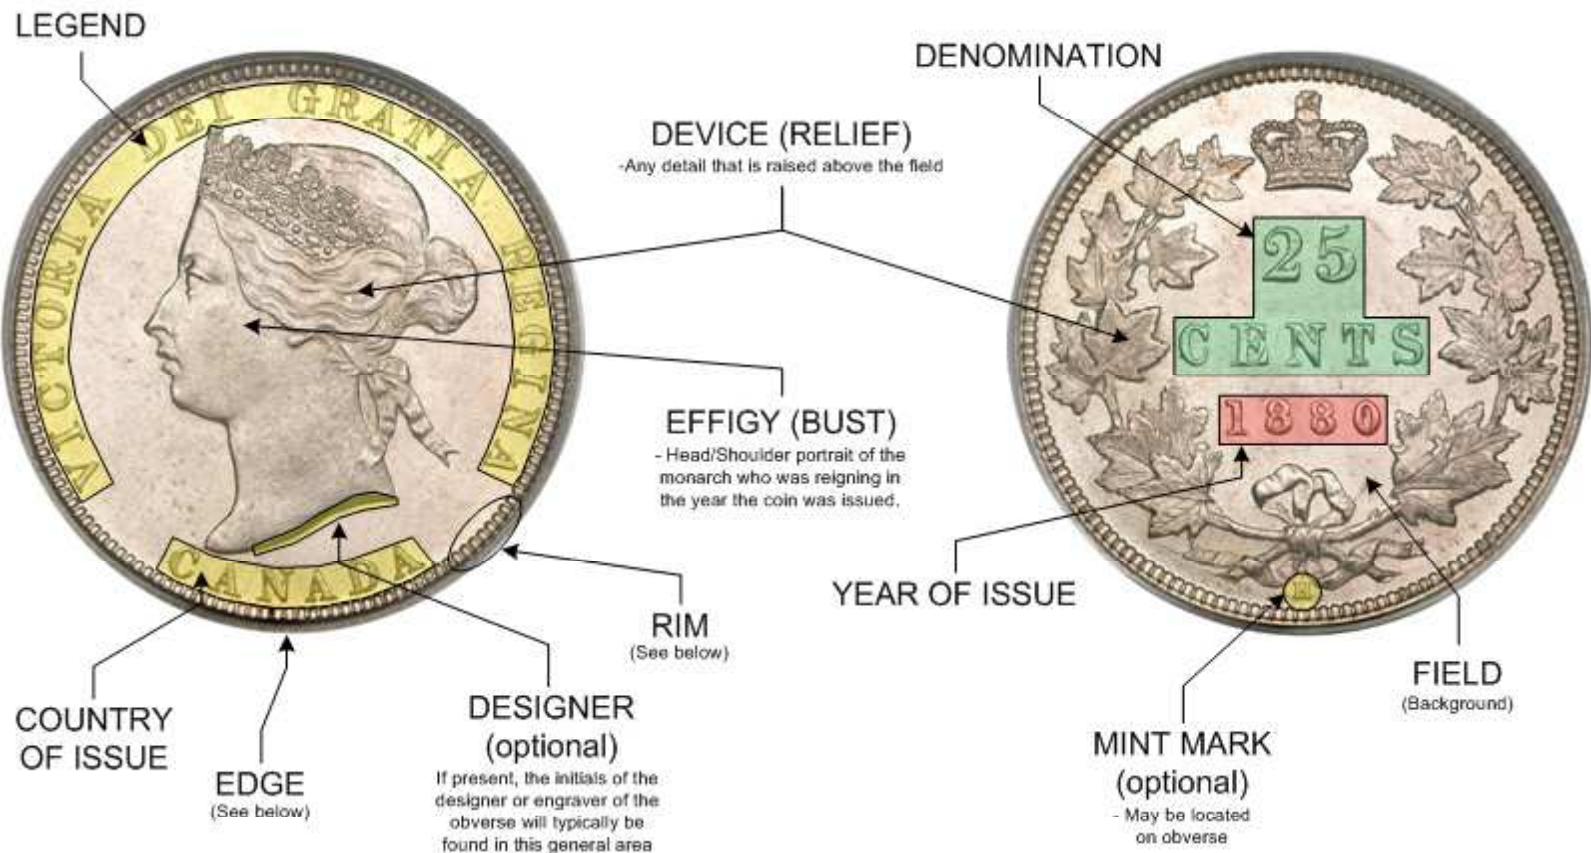 LEGEND
DENOMINATION
DEVICE (RELIEF)
-Any detail that is raised above the field
VICTORIA DEI GRATIA REGINA
25
CENTS
1880
EFFIGY (BUST)
- Head/Shoulder portrait of the
monarch who was reigning in
the year the coin was issued.
CANADA
H
YEAR OF ISSUE
RIM
(See below)
FIELD
(Background)
COUNTRY
OF ISSUE
EDGE
(See below)
DESIGNER
(optional)
If present, the initials of the
designer or engraver of the
obverse will typically be
found in this general area
MINT MARK
(optional)
- May be located
on obverse